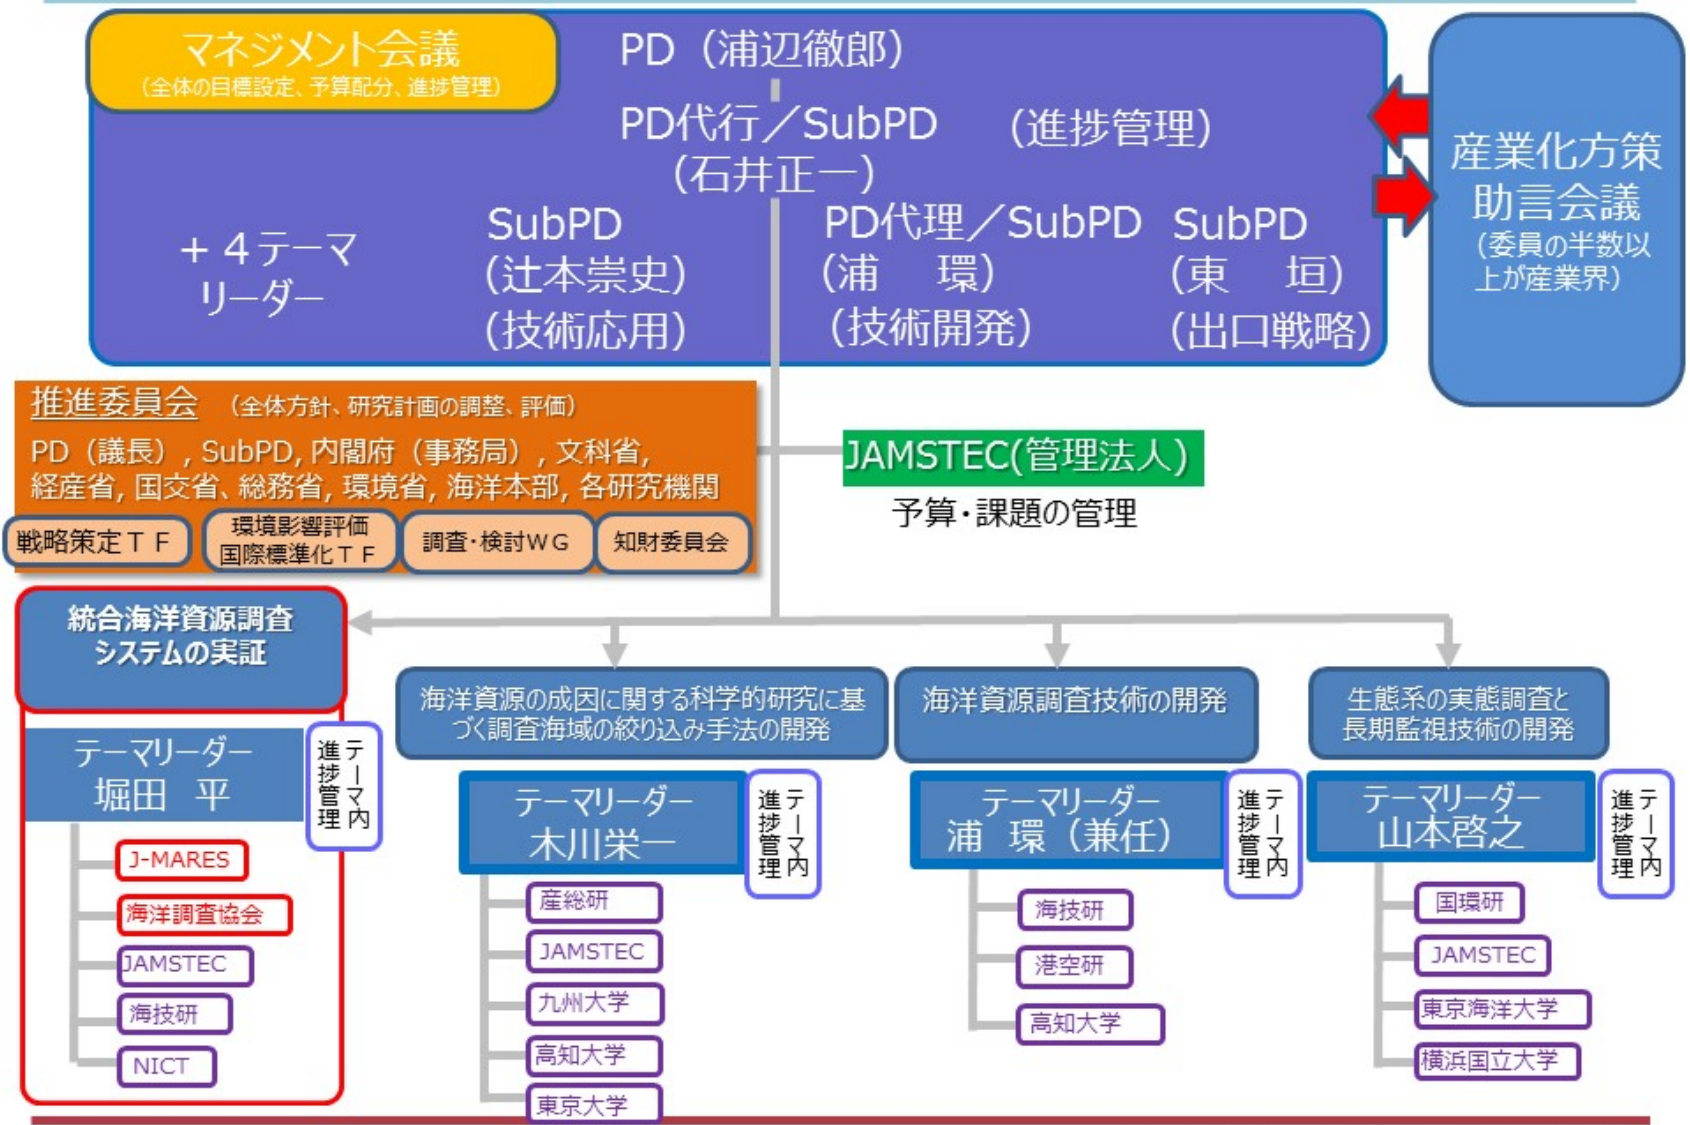 マネジメント会議
（全体の目標設定、予算配分、進捗管理）
PD（浦辺徹郎）
PD代行／SubPD （進捗管理）
（石井正一）
＋４テーマ
リーダー
SubPD
（辻本崇史）
（技術応用）
PD代理／SubPD
（浦　環）
（技術開発）
SubPD
（東　垣）
（出口戦略）
産業化方策
助言会議
（委員の半数以
上が産業界）
推進委員会 （全体方針、研究計画の調整、評価）
PD（議長）, SubPD, 内閣府（事務局）, 文科省,
経産省, 国交省、総務省, 環境省, 海洋本部, 各研究機関
戦略策定ＴＦ
環境影響評価
国際標準化ＴＦ
調査・検討ＷＧ
知財委員会
JAMSTEC(管理法人)
予算・課題の管理
統合海洋資源調査
システムの実証
テーマリーダー
堀田　平
テーマ内
進捗管理
J-MARES
海洋調査協会
JAMSTEC
海技研
NICT
海洋資源の成因に関する科学的研究に基
づく調査海域の絞り込み手法の開発
テーマリーダー
木川栄一
テーマ内
進捗管理
産総研
JAMSTEC
九州大学
高知大学
東京大学
海洋資源調査技術の開発
テーマリーダー
浦　環（兼任）
テーマ内
進捗管理
海技研
港空研
高知大学
生態系の実態調査と
長期監視技術の開発
テーマリーダー
山本啓之
テーマ内
進捗管理
国環研
JAMSTEC
東京海洋大学
横浜国立大学